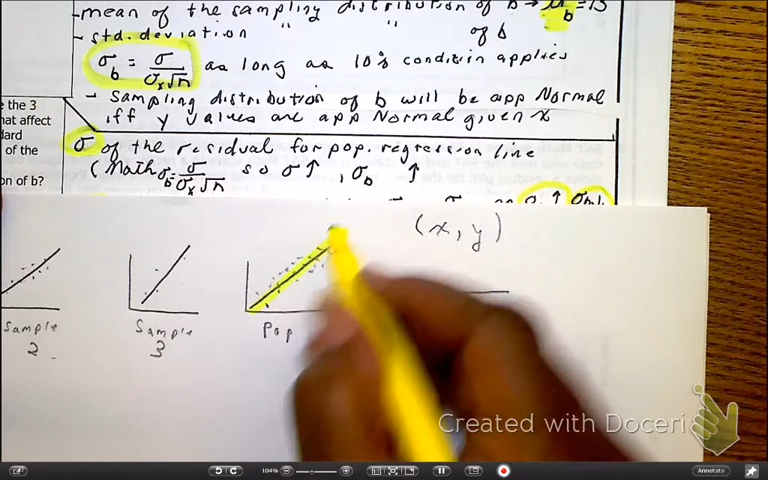 - mean of the sampling distribution of b → μb = B
- std. deviation " " of b
σb = σ/σx√n as long as 10% conditin applies
- Sampling distribution of b will be app Normal
iff y values are app Normal given x
e the 3
hat affect
dard
of the
on of b?
σ of the residual for pop. regression line
(Math σb = σ/σx√n so σ↑, σb ↑
(x, y)
Sample
2
Sample
3
Pop
Created with Doceri
104%
Annotate